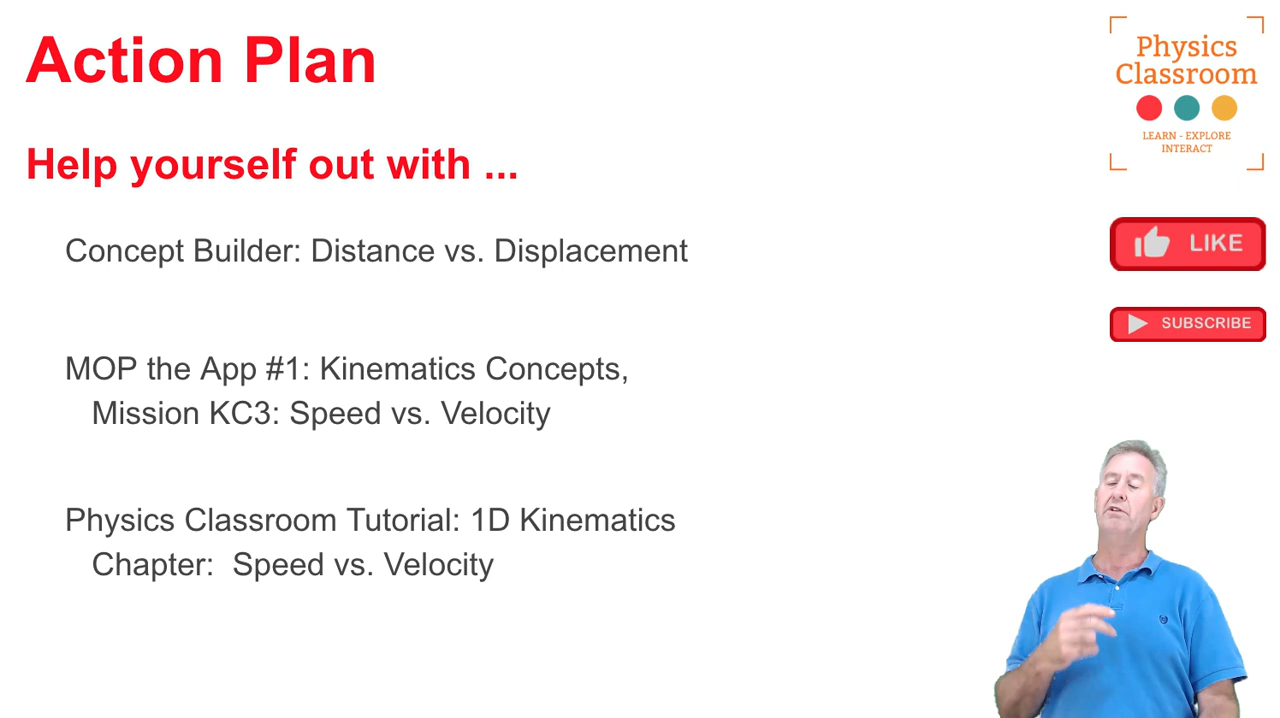 Action Plan
Help yourself out with ...
Concept Builder: Distance vs. Displacement
MOP the App #1: Kinematics Concepts,
Mission KC3: Speed vs. Velocity
Physics Classroom Tutorial: 1D Kinematics
Chapter: Speed vs. Velocity
Physics
Classroom
LEARN - EXPLORE
INTERACT
LIKE
SUBSCRIBE